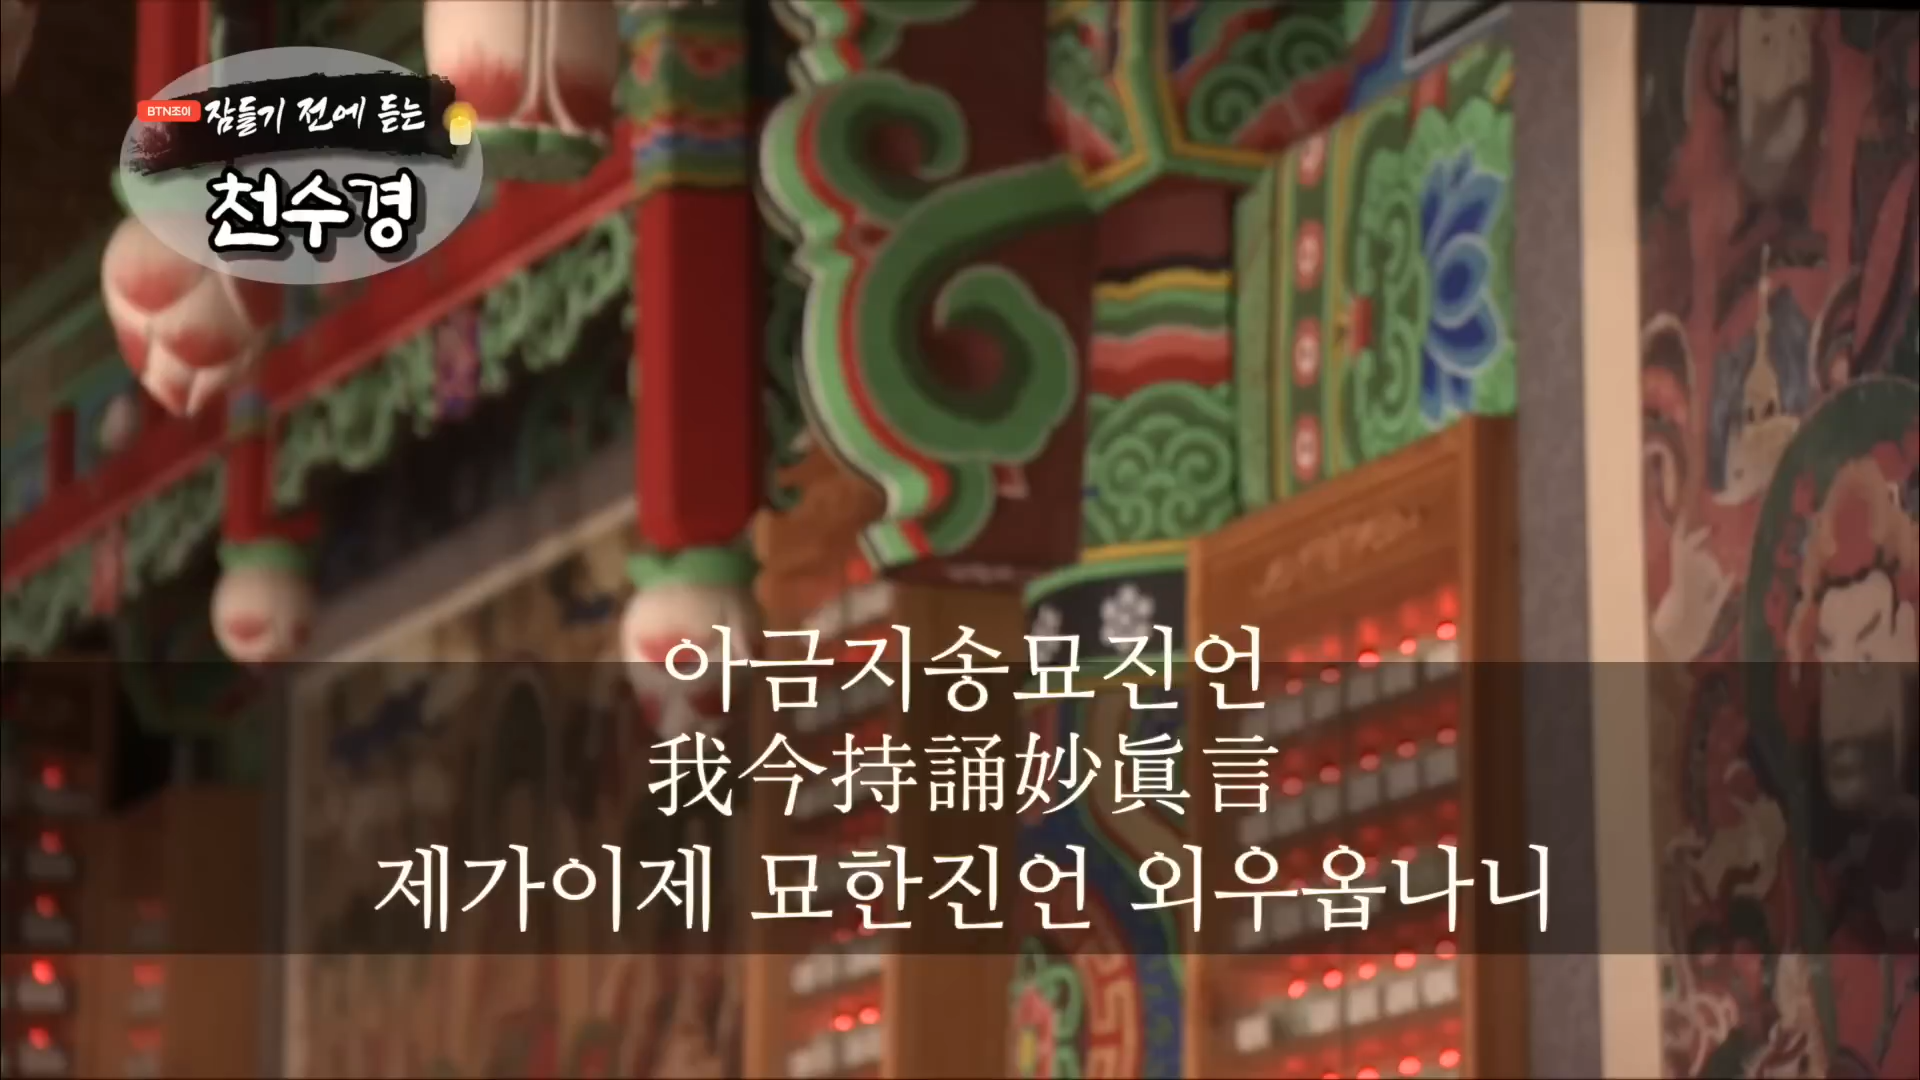 BTN조이 잠들기 전에 듣는
천수경
아금지송묘진언
我今持誦妙眞言
제가이제 묘한진언 외우옵나니